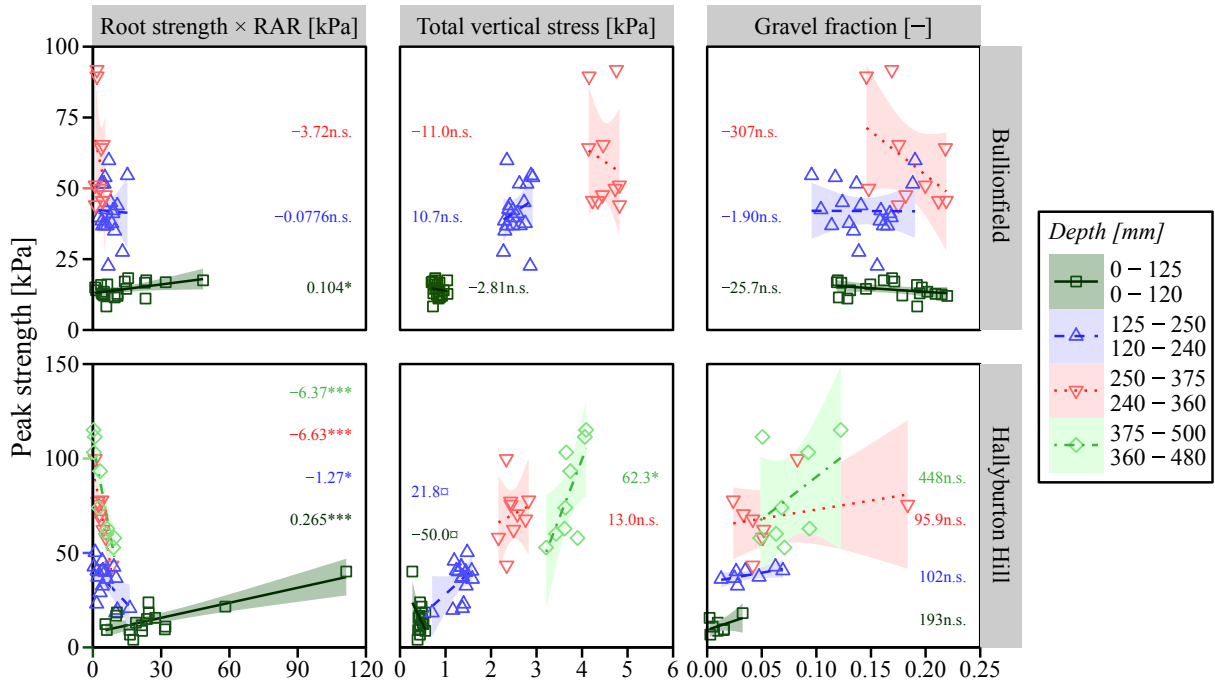 Root strength × RAR [kPa]
Total vertical stress [kPa]
Gravel fraction [−]
Peak strength [kPa]
100
75
50
25
0
−3.72n.s.
−0.0776n.s.
0.104*
−11.0n.s.
10.7n.s.
−2.81n.s.
−307n.s.
−1.90n.s.
−25.7n.s.
Bullionfield
150
100
50
0
−6.37***
−6.63***
−1.27*
0.265***
21.8¤
−50.0¤
62.3*
13.0n.s.
448n.s.
95.9n.s.
102n.s.
193n.s.
Hallyburton Hill
0 30 60 90 120
0 1 2 3 4 5 6
0.00 0.05 0.10 0.15 0.20 0.25
Depth [mm]
0 − 125
0 − 120
125 − 250
120 − 240
250 − 375
240 − 360
375 − 500
360 − 480